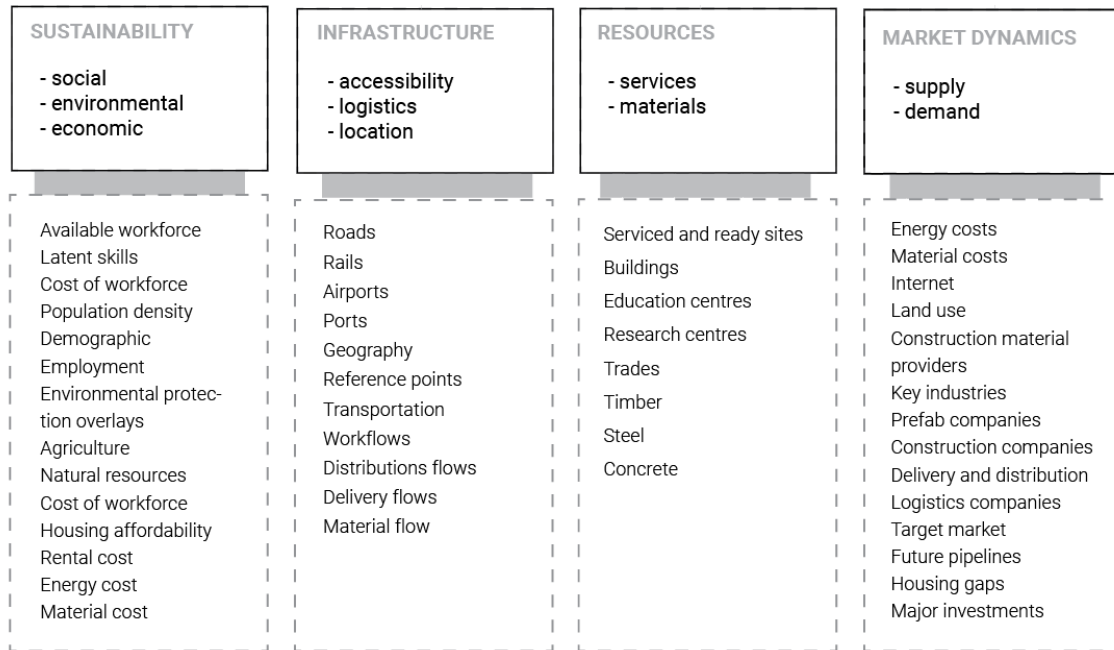 SUSTAINABILITY
- social
- environmental
- economic
Available workforce
Latent skills
Cost of workforce
Population density
Demographic
Employment
Environmental protec-
tion overlays
Agriculture
Natural resources
Cost of workforce
Housing affordability
Rental cost
Energy cost
Material cost
INFRASTRUCTURE
- accessibility
- logistics
- location
Roads
Rails
Airports
Ports
Geography
Reference points
Transportation
Workflows
Distributions flows
Delivery flows
Material flow
RESOURCES
- services
- materials
Serviced and ready sites
Buildings
Education centres
Research centres
Trades
Timber
Steel
Concrete
MARKET DYNAMICS
- supply
- demand
Energy costs
Material costs
Internet
Land use
Construction material
providers
Key industries
Prefab companies
Construction companies
Delivery and distribution
Logistics companies
Target market
Future pipelines
Housing gaps
Major investments